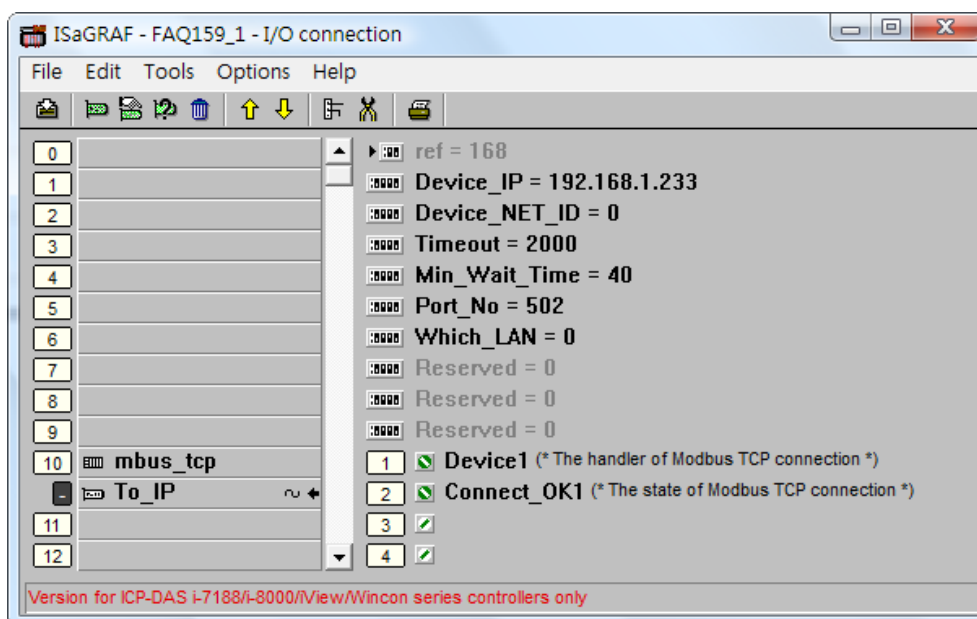 ISaGRAF - FAQ159_1 - I/O connection
File Edit Tools Options Help
0
1
2
3
4
5
6
7
8
9
10 mbus_tcp
- To_IP
11
12
ref = 168
Device_IP = 192.168.1.233
Device_NET_ID = 0
Timeout = 2000
Min_Wait_Time = 40
Port_No = 502
Which_LAN = 0
Reserved = 0
Reserved = 0
Reserved = 0
1 Device1 (* The handler of Modbus TCP connection *)
2 Connect_OK1 (* The state of Modbus TCP connection *)
3
4
Version for ICP-DAS i-7188/i-8000/iView/Wincon series controllers only